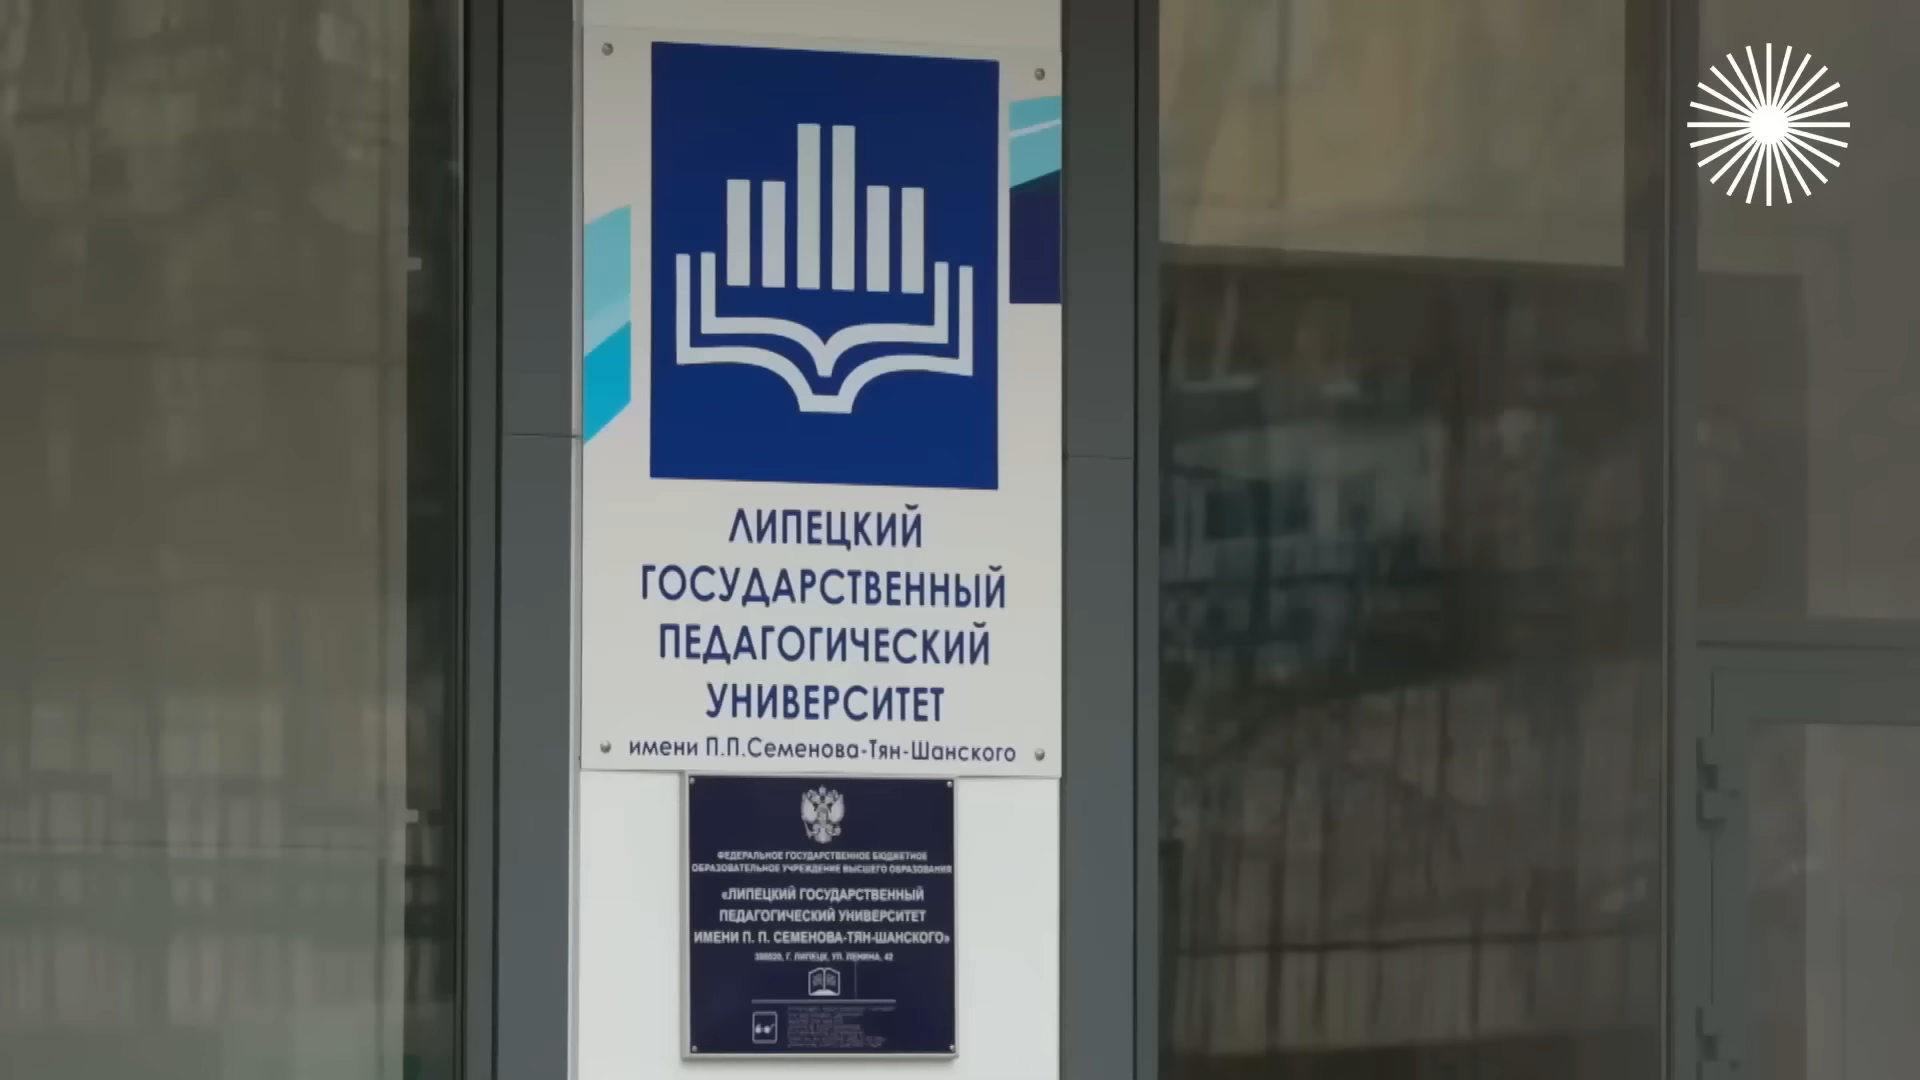 ЛИПЕЦКИЙ
ГОСУДАРСТВЕННЫЙ
ПЕДАГОГИЧЕСКИЙ
УНИВЕРСИТЕТ
имени П.П.Семенова-Тян-Шанского
ФЕДЕРАЛЬНОЕ ГОСУДАРСТВЕННОЕ БЮДЖЕТНОЕ
ОБРАЗОВАТЕЛЬНОЕ УЧРЕЖДЕНИЕ ВЫСШЕГО ОБРАЗОВАНИЯ
«ЛИПЕЦКИЙ ГОСУДАРСТВЕННЫЙ
ПЕДАГОГИЧЕСКИЙ УНИВЕРСИТЕТ
ИМЕНИ П. П. СЕМЕНОВА-ТЯН-ШАНСКОГО»
Г. ЛИПЕЦК, УЛ. ЛЕНИНА, 42